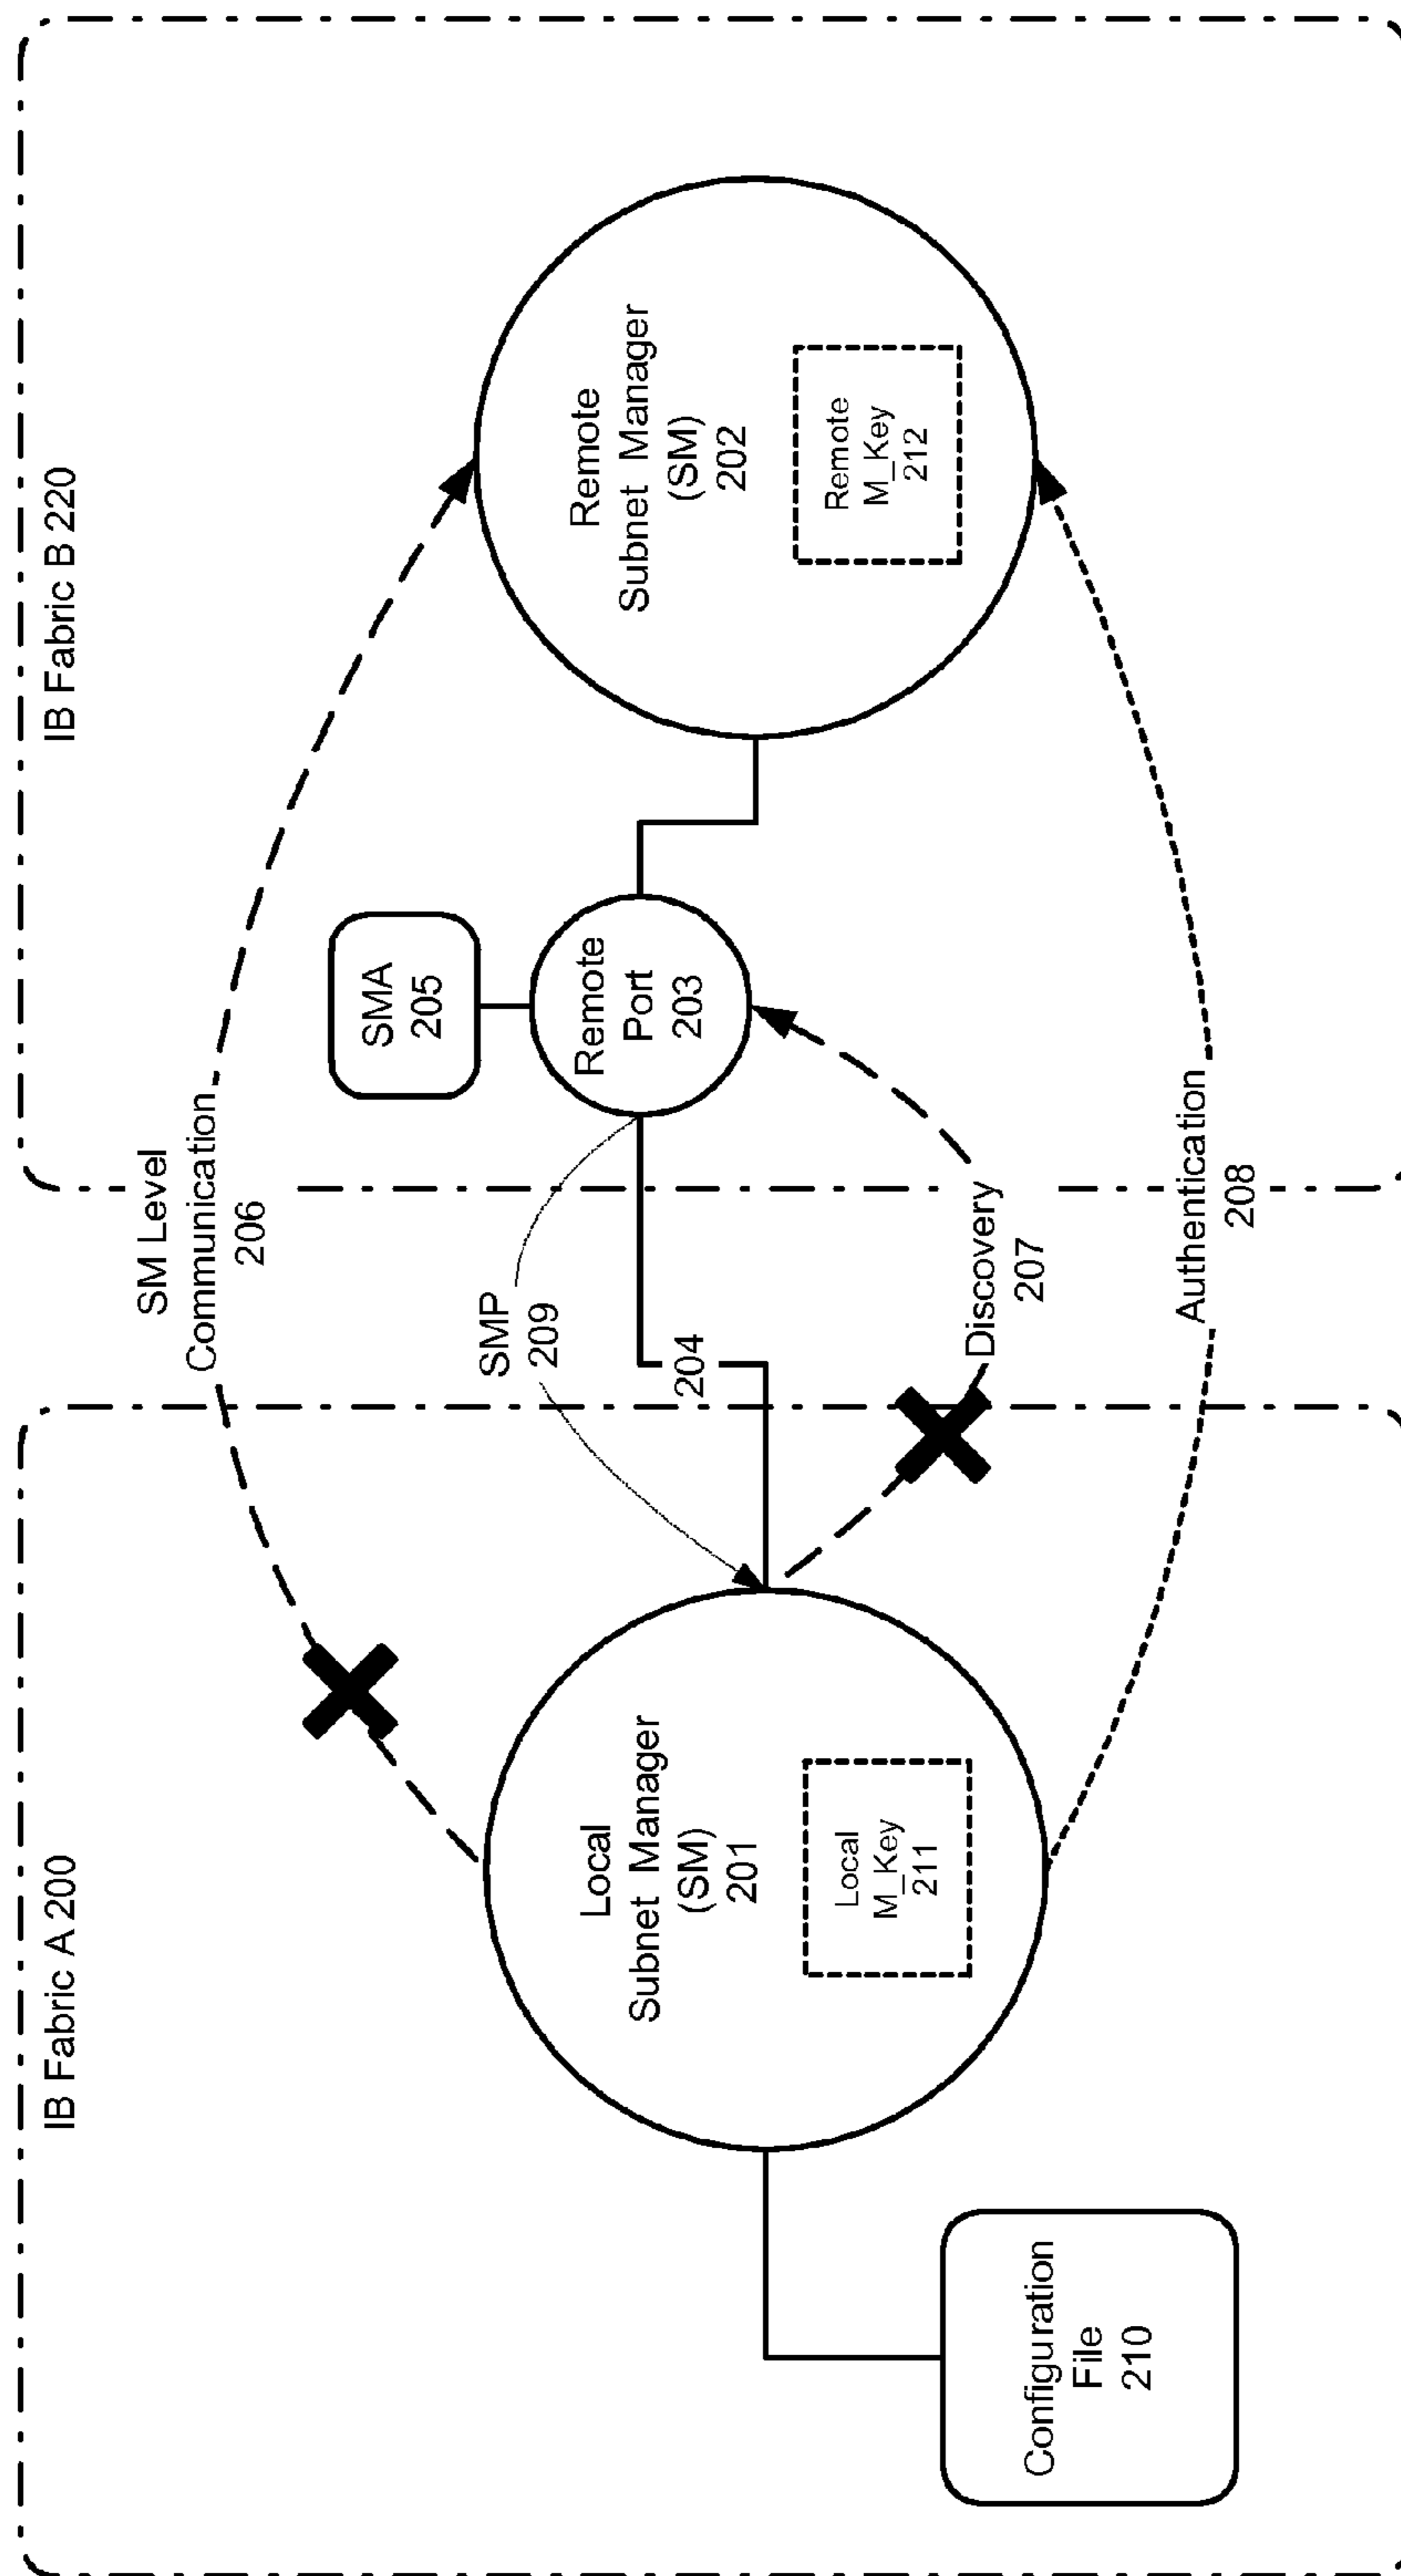 IB Fabric A 200
IB Fabric B 220
SM Level
Communication
206
SMP
209
204
SMA
205
Remote
Port
203
Local
Subnet Manager
(SM)
201
Local
M_Key
211
Remote
Subnet Manager
(SM)
202
Remote
M_Key
212
Discovery
207
Authentication
208
Configuration
File
210